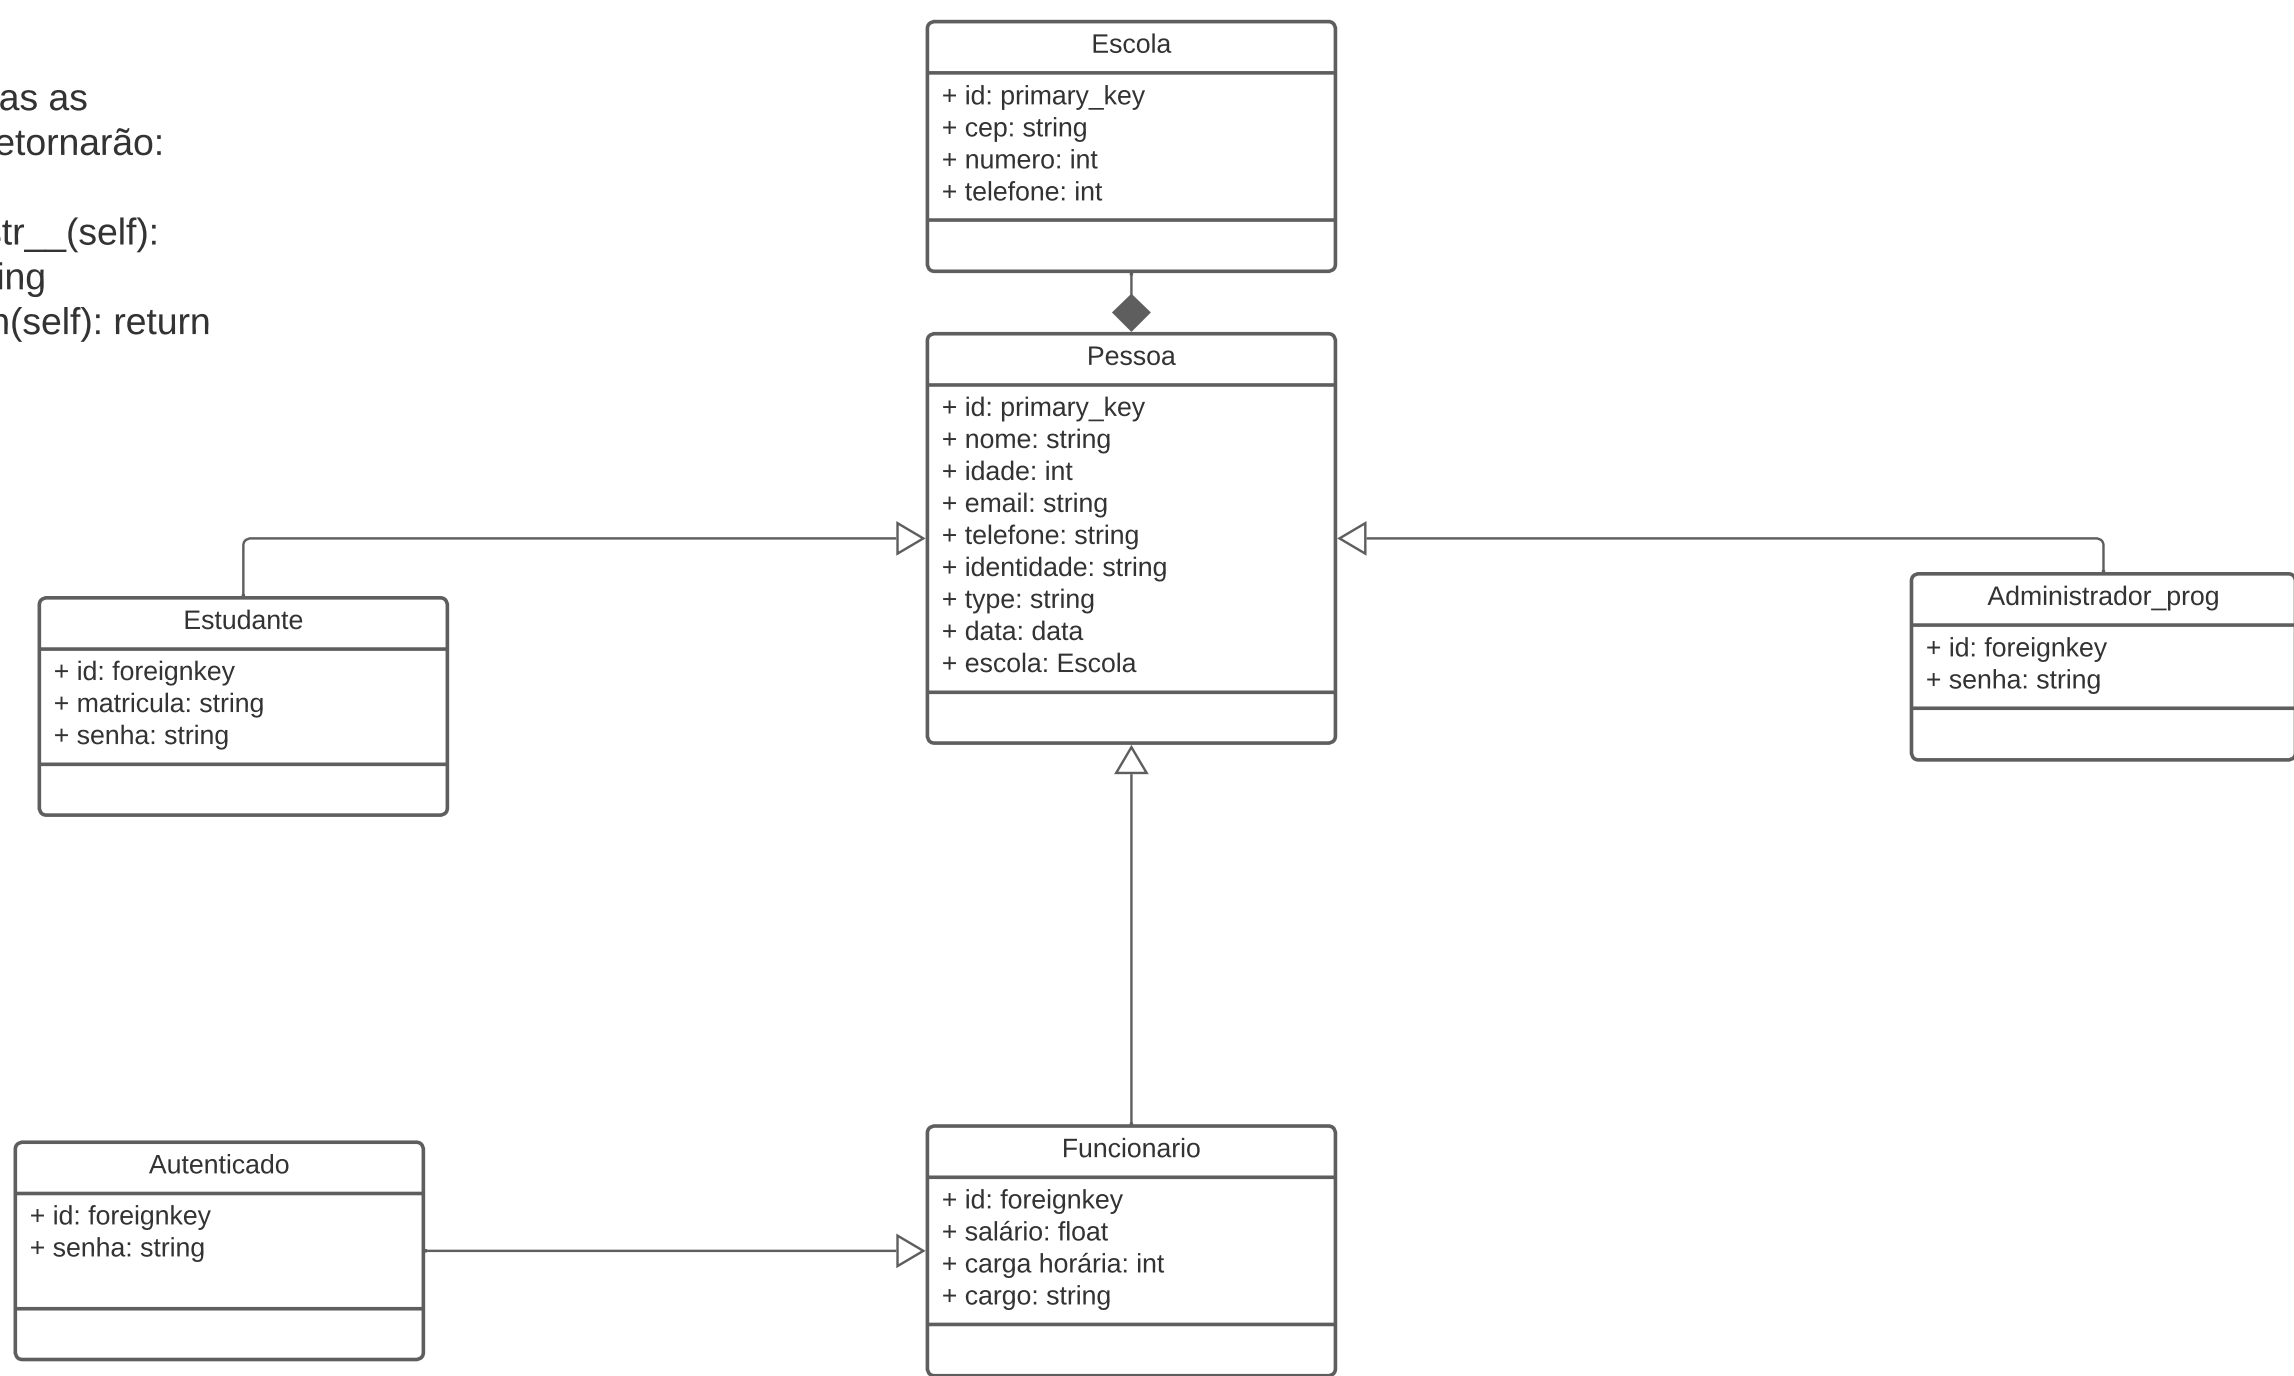 as as
etornarão:
tr__(self):
ing
(self): return
Escola
+ id: primary_key
+ cep: string
+ numero: int
+ telefone: int
Pessoa
+ id: primary_key
+ nome: string
+ idade: int
+ email: string
+ telefone: string
+ identidade: string
+ type: string
+ data: data
+ escola: Escola
Estudante
+ id: foreignkey
+ matricula: string
+ senha: string
Administrador_prog
+ id: foreignkey
+ senha: string
Autenticado
+ id: foreignkey
+ senha: string
Funcionario
+ id: foreignkey
+ salário: float
+ carga horária: int
+ cargo: string